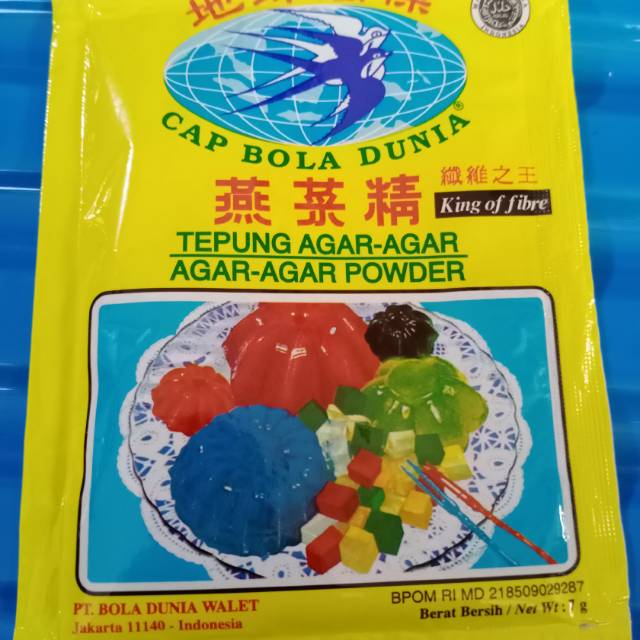 CAP BOLA DUNIA®
燕菜精
纖維之王
King of fibre
TEPUNG AGAR-AGAR
AGAR-AGAR POWDER
BPOM RI MD 218509029287
PT. BOLA DUNIA WALET
Berat Bersih / Net Wt : 7 g
Jakarta 11140 - Indonesia